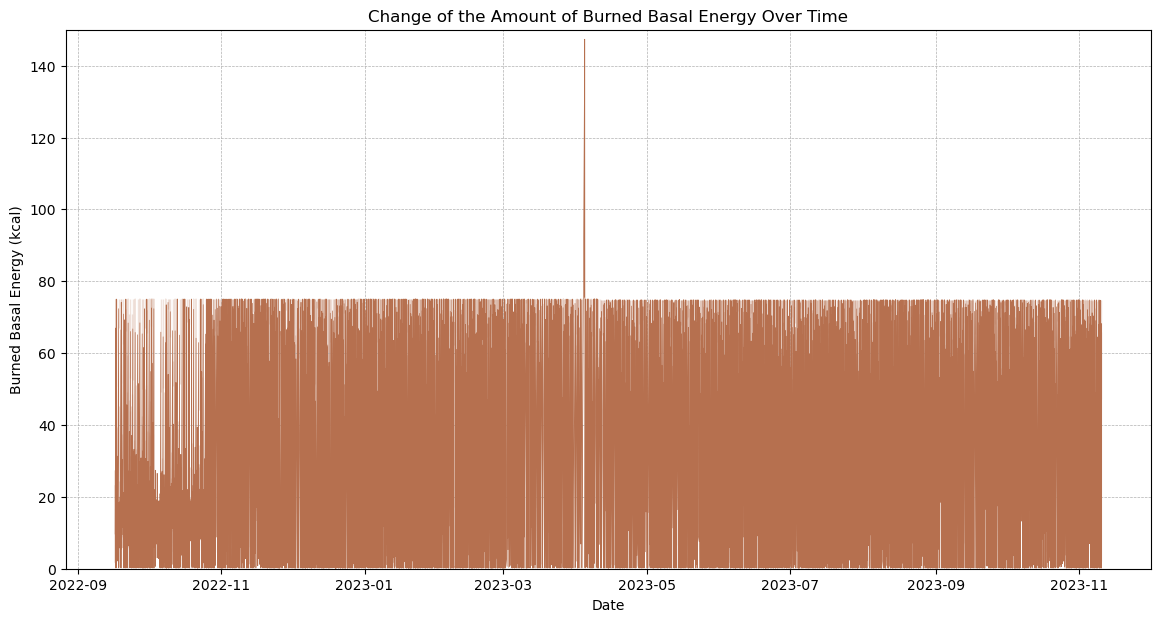 Change of the Amount of Burned Basal Energy Over Time
Burned Basal Energy (kcal)
140
120
100
80
60
40
20
0
2022-09 2022-11 2023-01 2023-03 2023-05 2023-07 2023-09 2023-11
Date